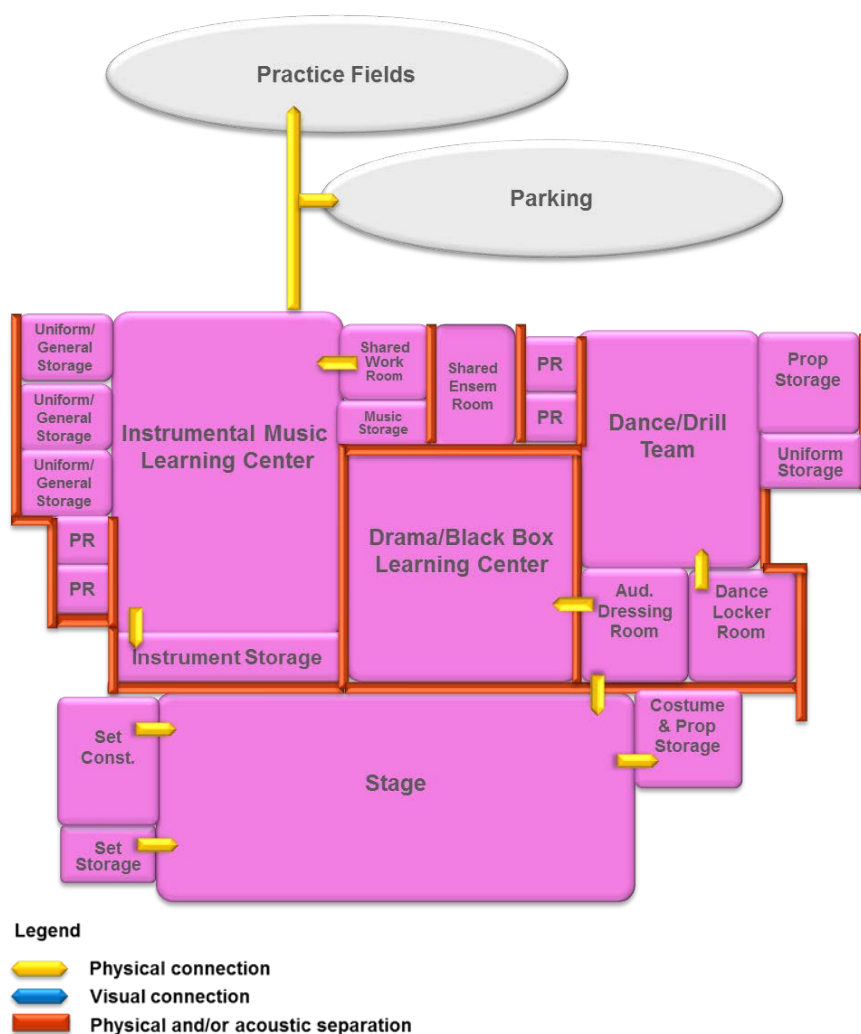 Practice Fields
Parking
Uniform/
General
Storage
Uniform/
General
Storage
Uniform/
General
Storage
PR
PR
Instrumental Music
Learning Center
Instrument Storage
Shared
Work
Room
Music
Storage
Shared
Ensem
Room
PR
PR
Dance/Drill
Team
Prop
Storage
Uniform
Storage
Drama/Black Box
Learning Center
Aud.
Dressing
Room
Dance
Locker
Room
Set
Const.
Set
Storage
Stage
Costume
& Prop
Storage
Legend
Physical connection
Visual connection
Physical and/or acoustic separation